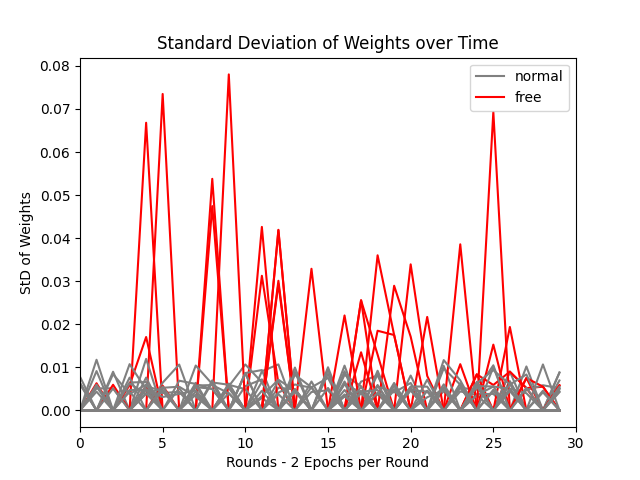 Standard Deviation of Weights over Time
normal
free
0.08
0.07
0.06
0.05
0.04
0.03
0.02
0.01
0.00
StD of Weights
0 5 10 15 20 25 30
Rounds - 2 Epochs per Round